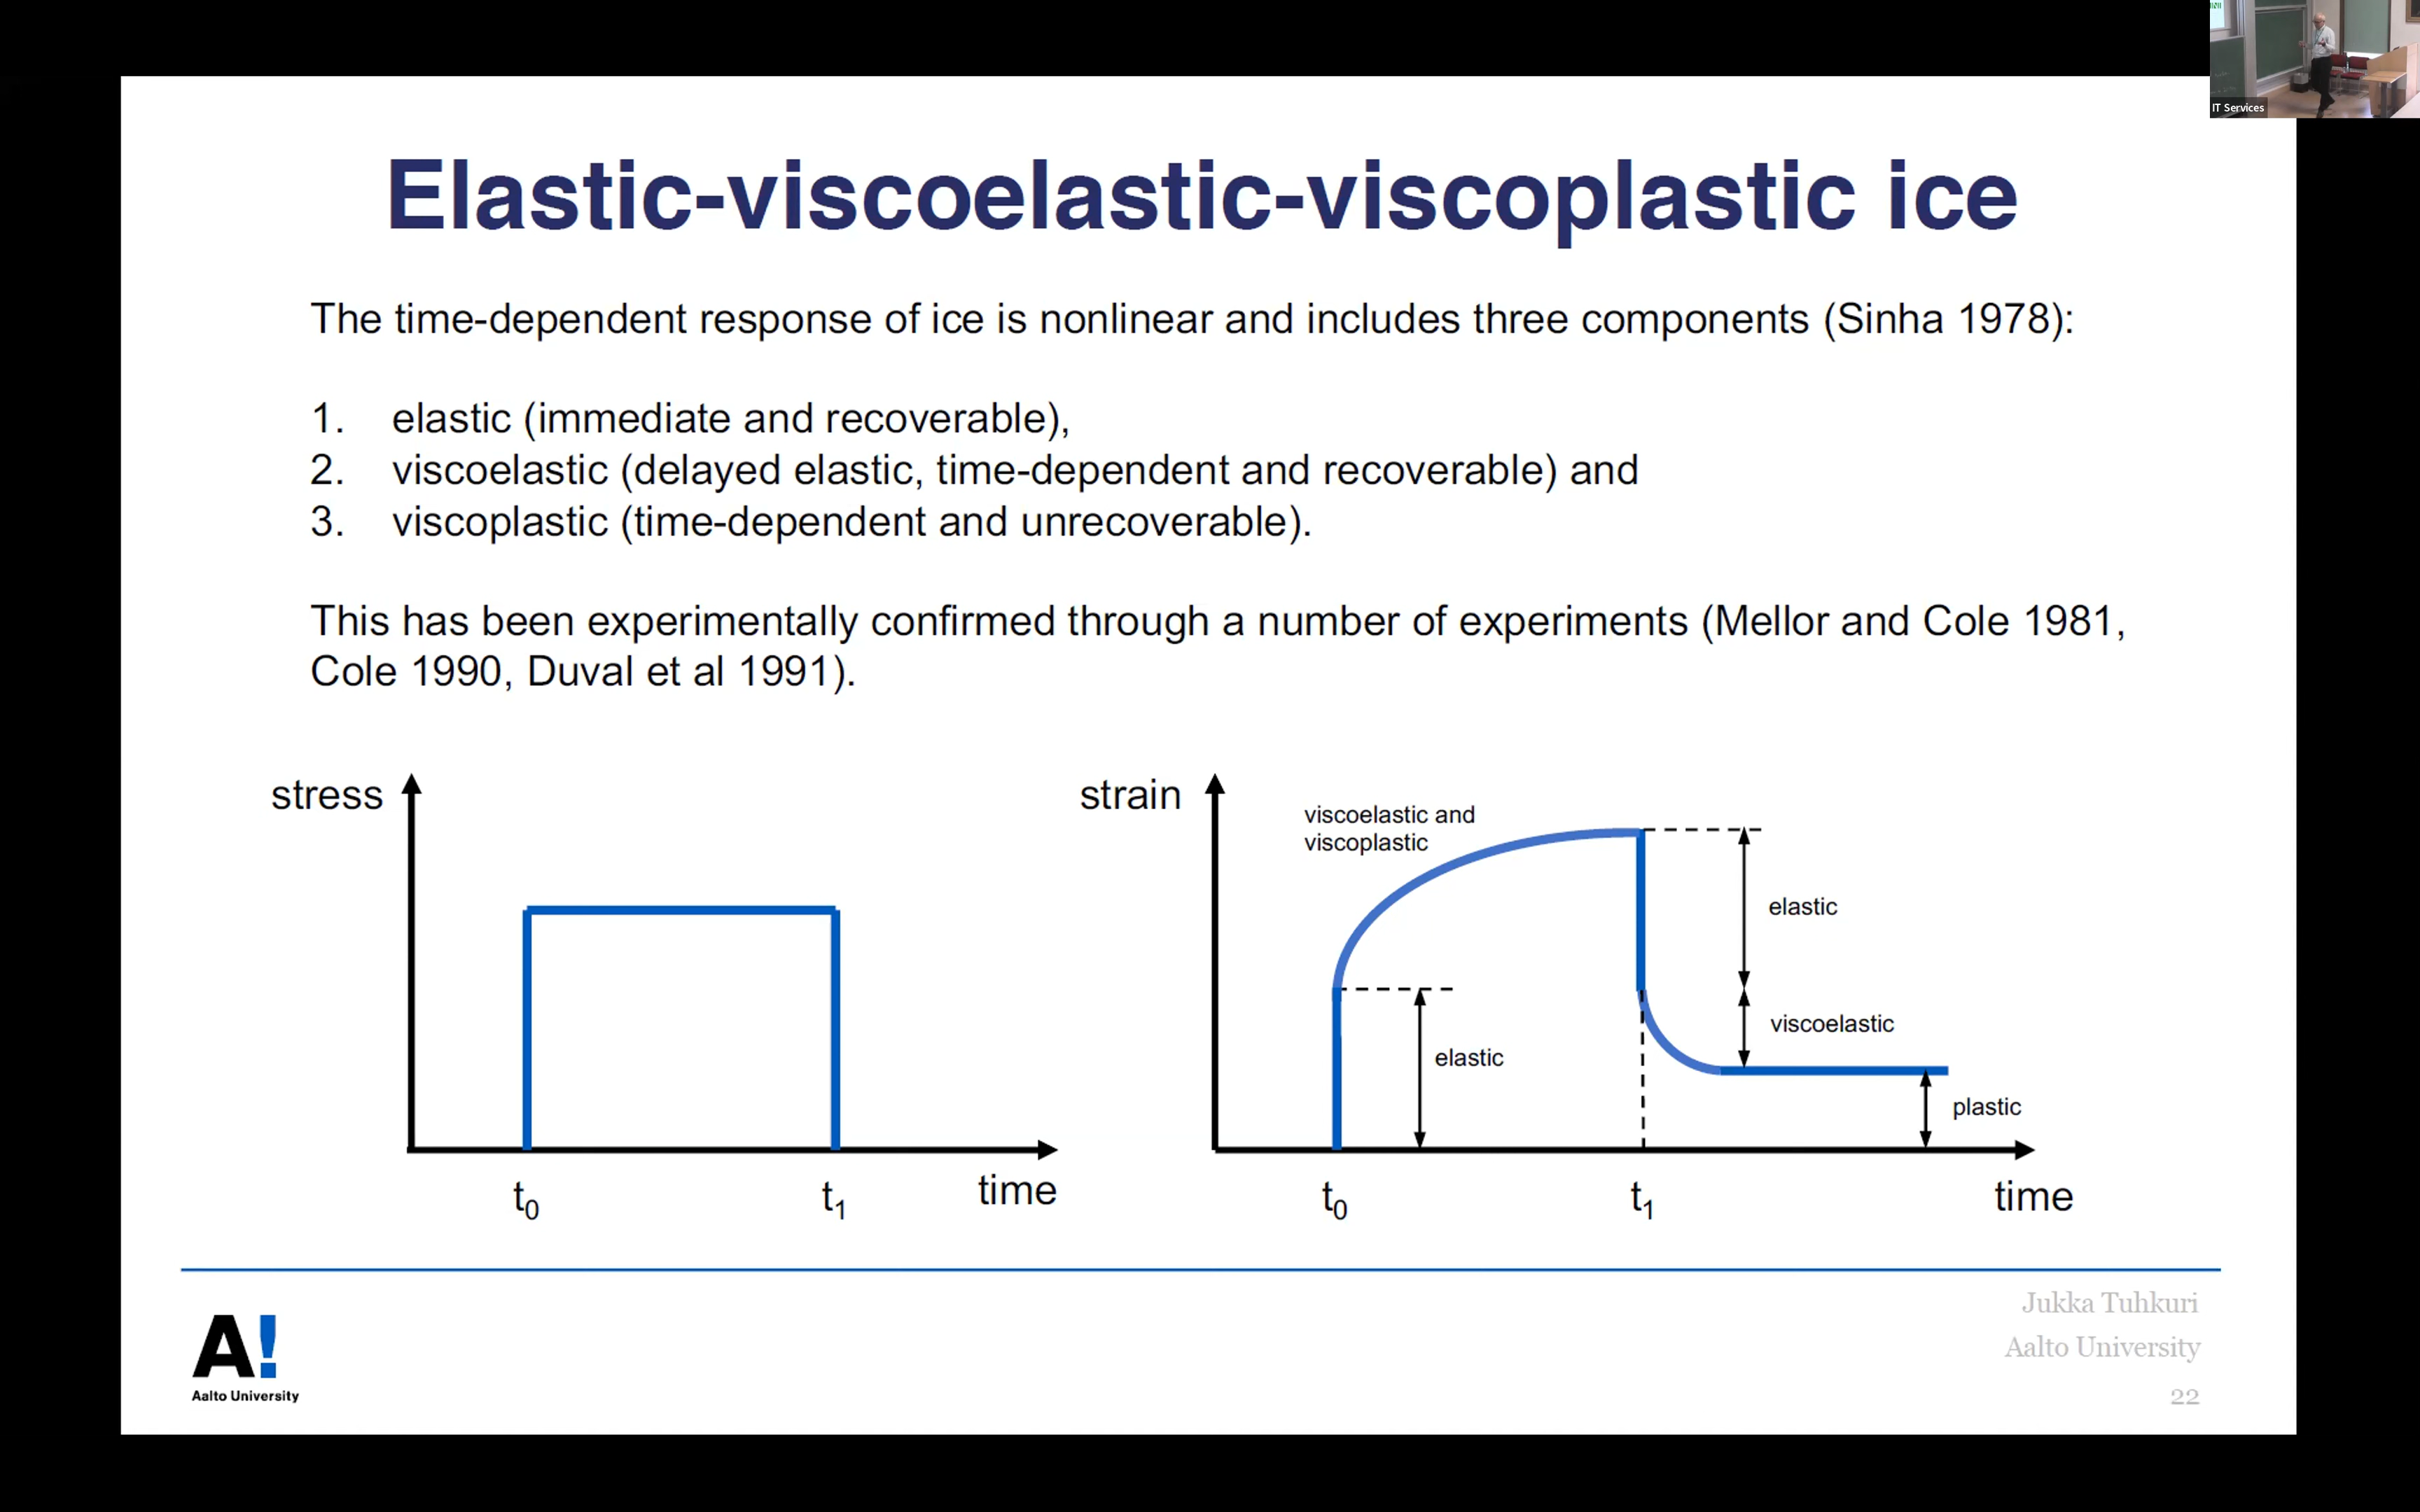 IT Services
Elastic-viscoelastic-viscoplastic ice
The time-dependent response of ice is nonlinear and includes three components (Sinha 1978):
1. elastic (immediate and recoverable),
2. viscoelastic (delayed elastic, time-dependent and recoverable) and
3. viscoplastic (time-dependent and unrecoverable).
This has been experimentally confirmed through a number of experiments (Mellor and Cole 1981,
Cole 1990, Duval et al 1991).
stress
t0
t1
time
strain
viscoelastic and
viscoplastic
elastic
elastic
viscoelastic
plastic
t0
t1
time
A!
Aalto University
Jukka Tuhkuri
Aalto University
22